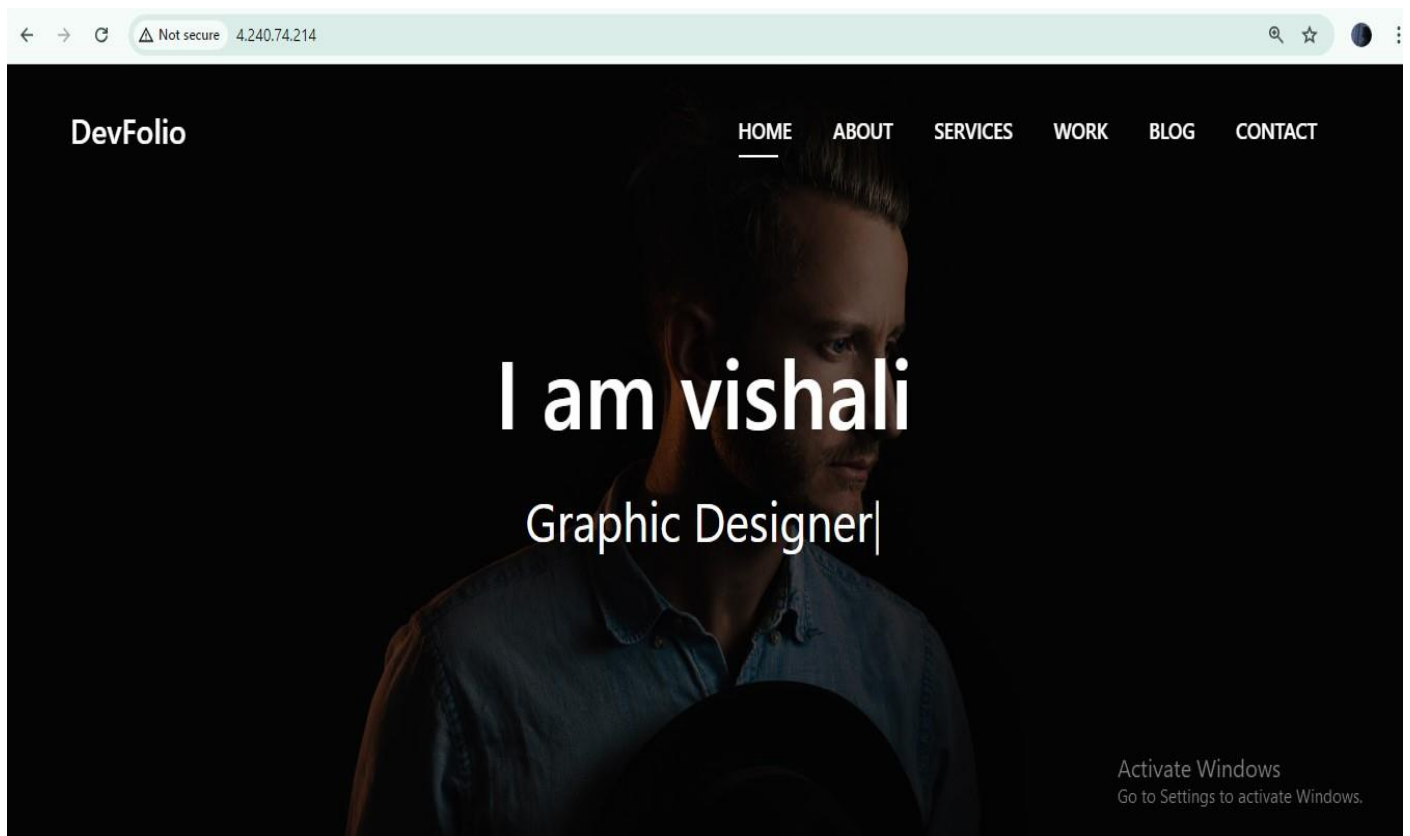 Not secure 4.240.74.214
DevFolio HOME ABOUT SERVICES WORK BLOG CONTACT
I am vishali
Graphic Designer
Activate Windows
Go to Settings to activate Windows.